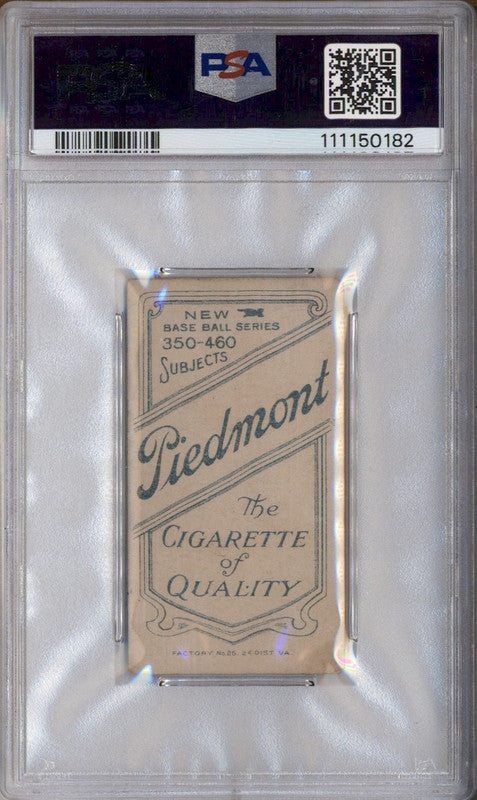 PSA
111150182
NEW
BASE BALL SERIES
350-460
SUBJECTS
Piedmont
The
CIGARETTE
of
QUALITY
FACTORY No 25, 2d DIST. VA.